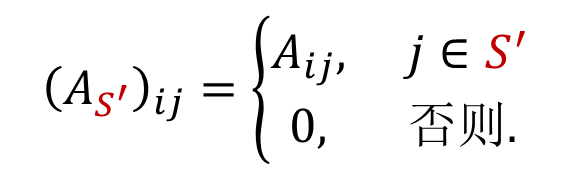 (A_{S′})_{ij} = { A_{ij}, j ∈ S′
0, 否则.